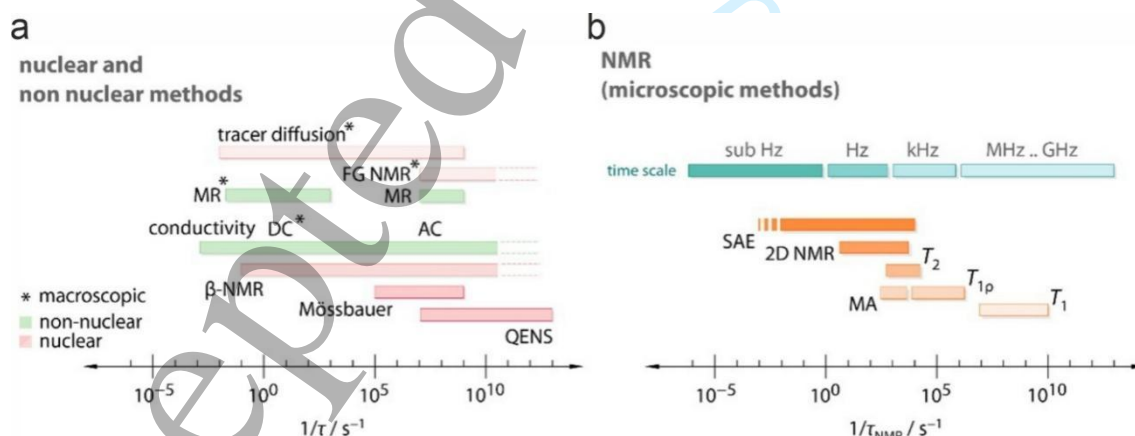 a
nuclear and
non nuclear methods
tracer diffusion*
FG NMR*
MR*
MR
conductivity DC*
AC
β-NMR
Mössbauer
QENS
* macroscopic
non-nuclear
nuclear
10⁻⁵ 10⁰ 10⁵ 10¹⁰
1/τ / s⁻¹
b
NMR
(microscopic methods)
time scale
sub Hz Hz kHz MHz .. GHz
SAE
2D NMR
T₂
MA
T₁ρ
T₁
10⁻⁵ 10⁰ 10⁵ 10¹⁰
1/τNMR / s⁻¹
epted